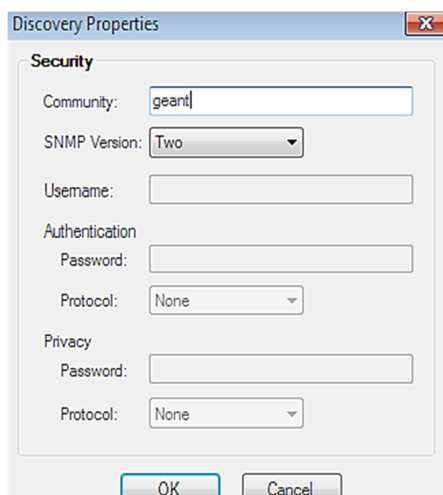 Discovery Properties
Security
Community: geant
SNMP Version: Two
Username:
Authentication
Password:
Protocol: None
Privacy
Password:
Protocol: None
OK Cancel